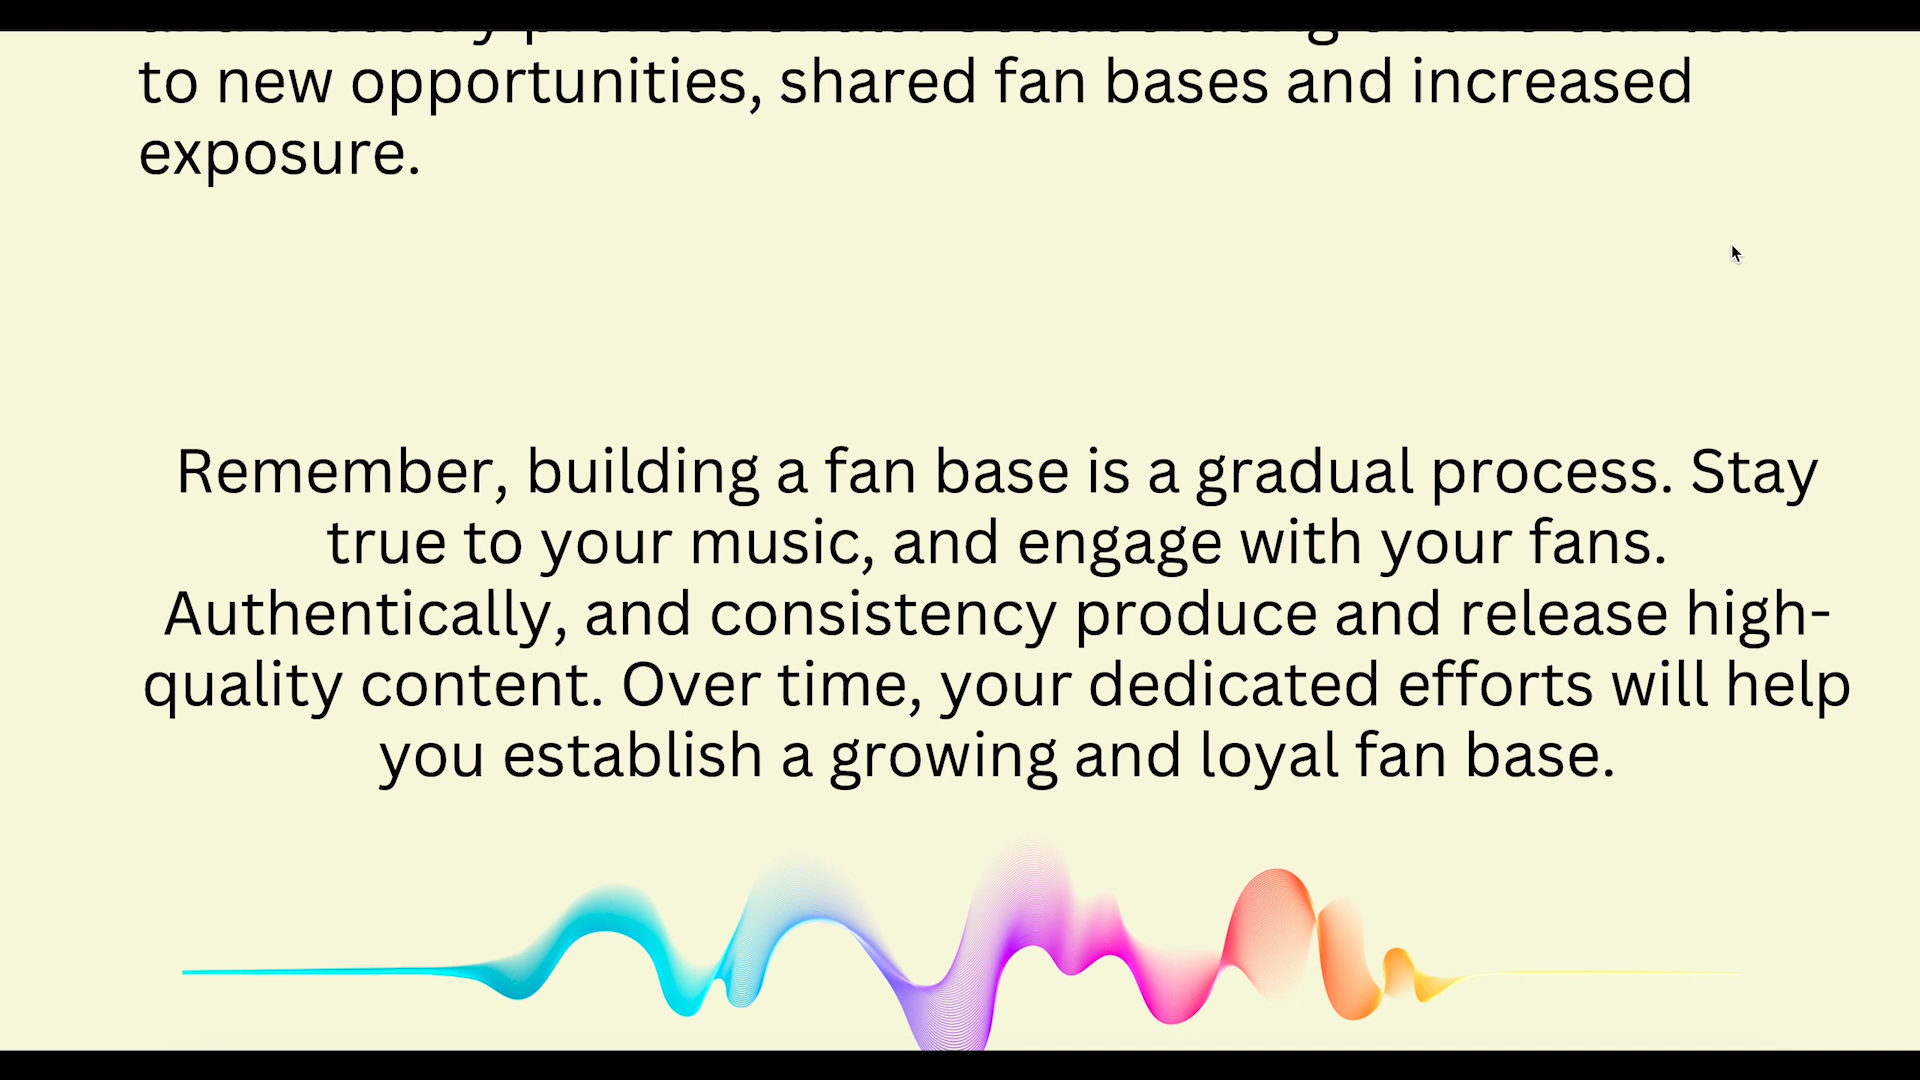 to new opportunities, shared fan bases and increased
exposure.
Remember, building a fan base is a gradual process. Stay
true to your music, and engage with your fans.
Authentically, and consistency produce and release high-
quality content. Over time, your dedicated efforts will help
you establish a growing and loyal fan base.